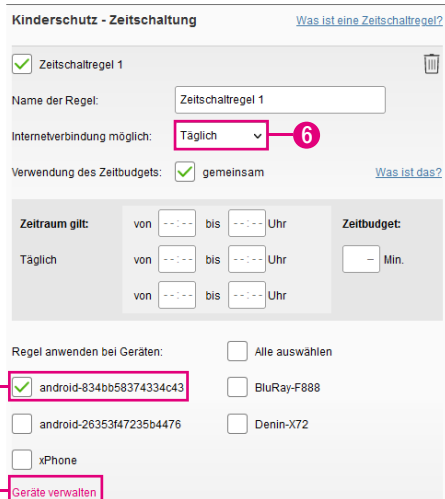 Kinderschutz - Zeitschaltung Was ist eine Zeitschaltregel?
Zeitschaltregel 1
Name der Regel: Zeitschaltregel 1
Internetverbindung möglich: Täglich 6
Verwendung des Zeitbudgets: gemeinsam Was ist das?
Zeitraum gilt: von --:-- bis --:-- Uhr Zeitbudget:
Täglich von --:-- bis --:-- Uhr – Min.
von --:-- bis --:-- Uhr
Regel anwenden bei Geräten: Alle auswählen
android-834bb58374334c43 BluRay-F888
android-26353f47235b4476 Denin-X72
xPhone
Geräte verwalten